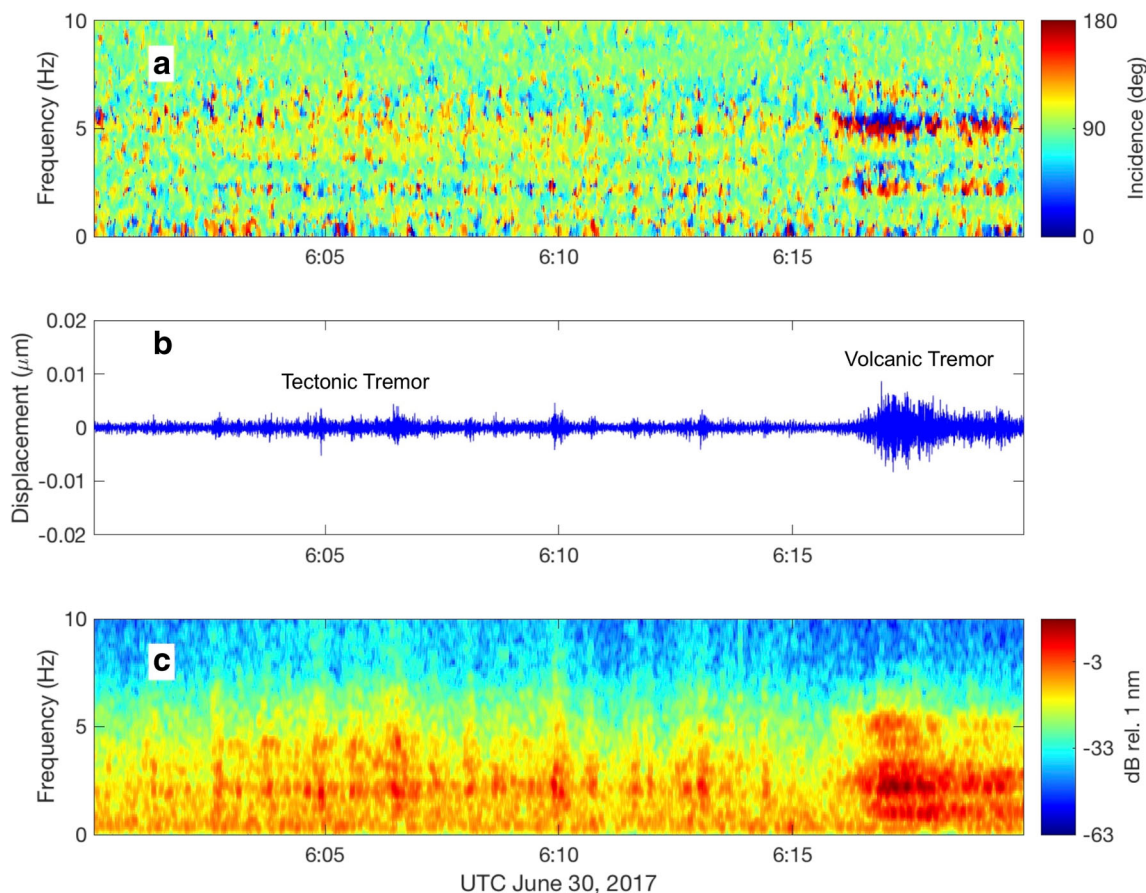 10
a
5
0
Frequency (Hz)
6:05
6:10
6:15
180
90
0
Incidence (deg)
0.02
b
0.01
0
-0.01
-0.02
Displacement (μm)
Tectonic Tremor
Volcanic Tremor
6:05
6:10
6:15
10
c
5
0
Frequency (Hz)
6:05
6:10
6:15
UTC June 30, 2017
-3
-33
-63
dB rel. 1 nm